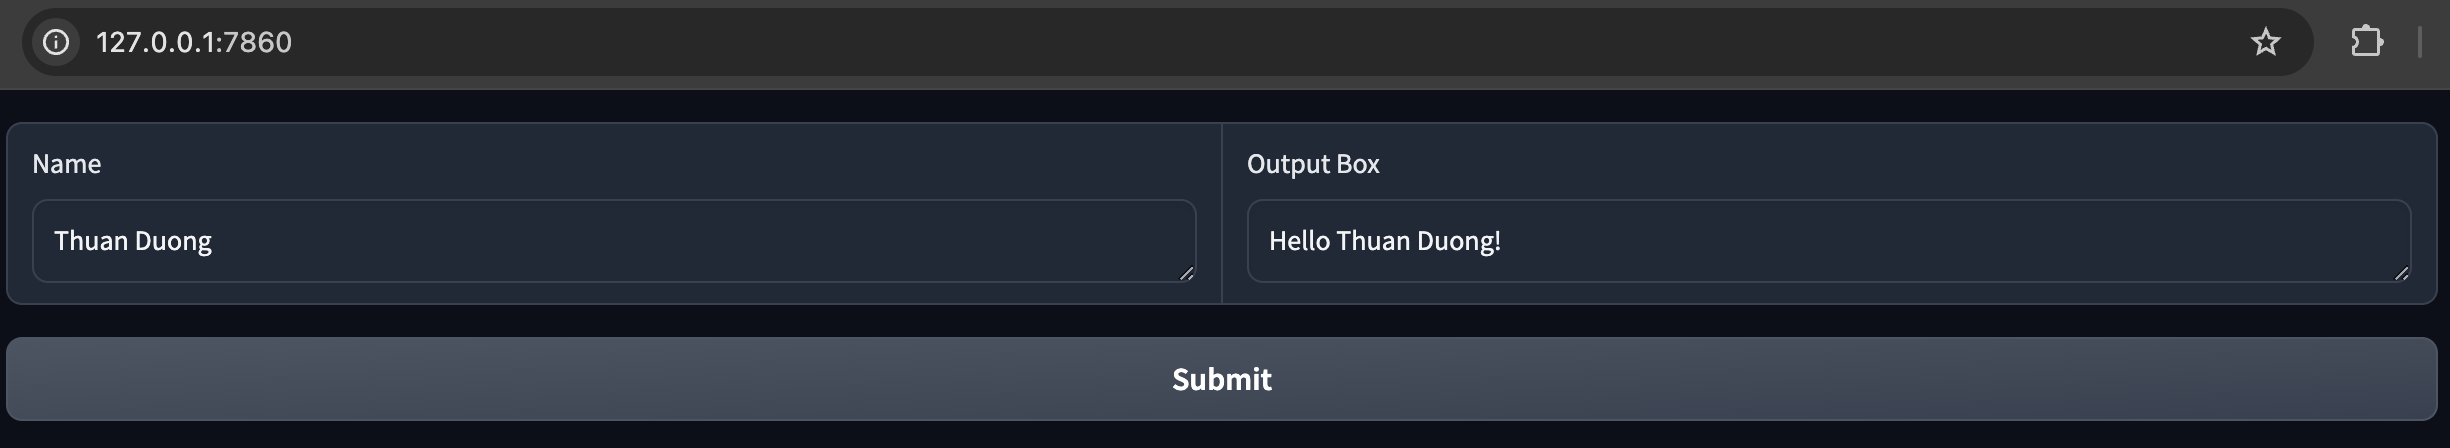 127.0.0.1:7860
Name
Thuan Duong
Output Box
Hello Thuan Duong!
Submit